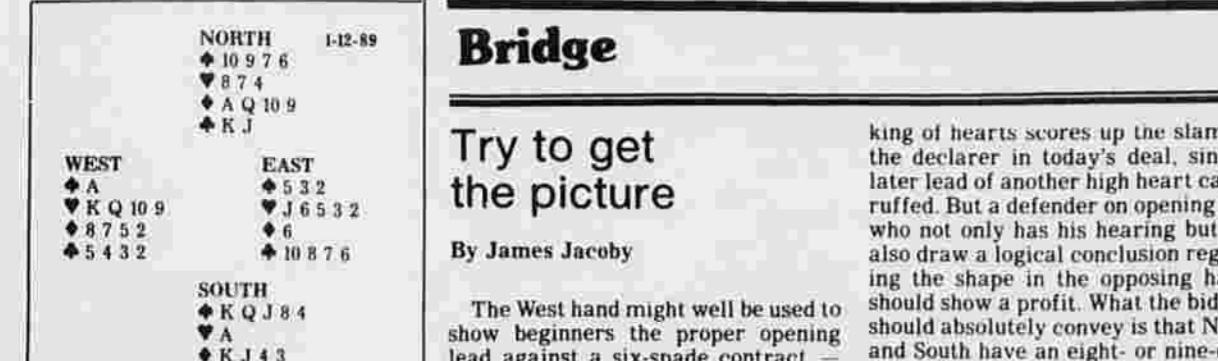 NORTH 1-12-89
♠ 10 9 7 6
♥ 8 7 4
♦ A Q 10 9
♣ K J
WEST
♠ A
♥ K Q 10 9
♦ 8 7 5 2
♣ 5 4 3 2
EAST
♠ 5 3 2
♥ J 6 5 3 2
♦ 6
♣ 10 8 7 6
SOUTH
♠ K Q J 8 4
♥ A
♦ K J 4 3
Bridge
Try to get
the picture
By James Jacoby
The West hand might well be used to
show beginners the proper opening
lead against a six-spade contract —
king of hearts scores up the slam
the declarer in today's deal, sin
later lead of another high heart ca
ruffed. But a defender on opening
who not only has his hearing but
also draw a logical conclusion reg
ing the shape in the opposing h
should show a profit. What the bid
should absolutely convey is that N
and South have an eight- or nine-